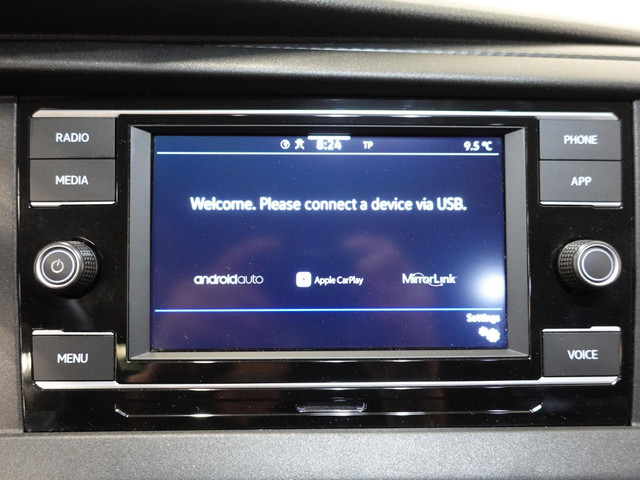 RADIO
MEDIA
MENU
8:24 TP 9.5 °C
Welcome. Please connect a device via USB.
androidauto Apple CarPlay MirrorLink
Settings
PHONE
APP
VOICE